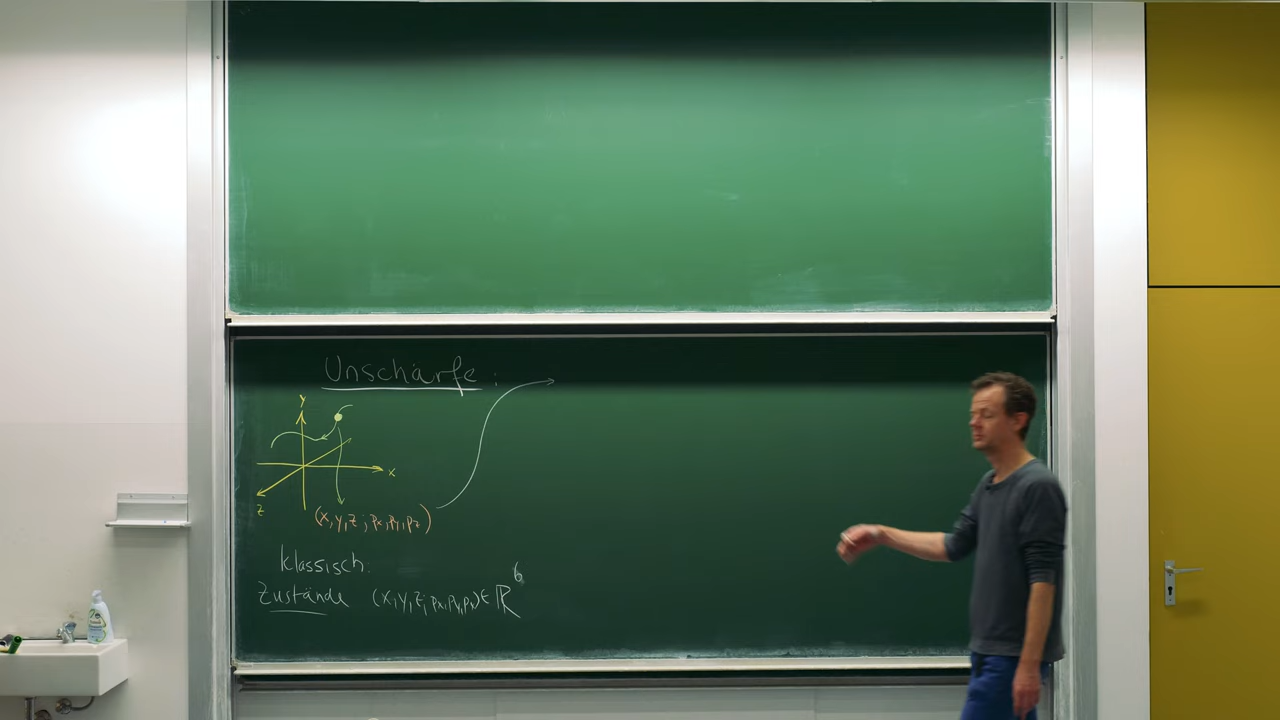 Unschärfe:
y
x
z
(x,y,z;px,py,pz)
klassisch:
Zustände (x,y,z,px,py,pz)∈ℝ⁶